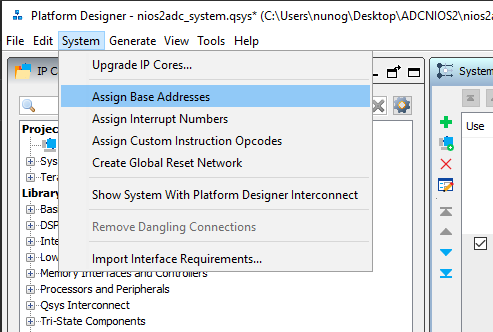 Platform Designer - nios2adc_system.qsys* (C:\Users\nunog\Desktop\ADCNIOS2\nios2
File Edit System Generate View Tools Help
IP C
System
Upgrade IP Cores...
Assign Base Addresses
Assign Interrupt Numbers
Assign Custom Instruction Opcodes
Create Global Reset Network
Show System With Platform Designer Interconnect
Remove Dangling Connections
Import Interface Requirements...
Use
Projec
Sys
Tera
Library
Bas
DSP
Inte
Low
Memory Interfaces and Controllers
Processors and Peripherals
Qsys Interconnect
Tri-State Components